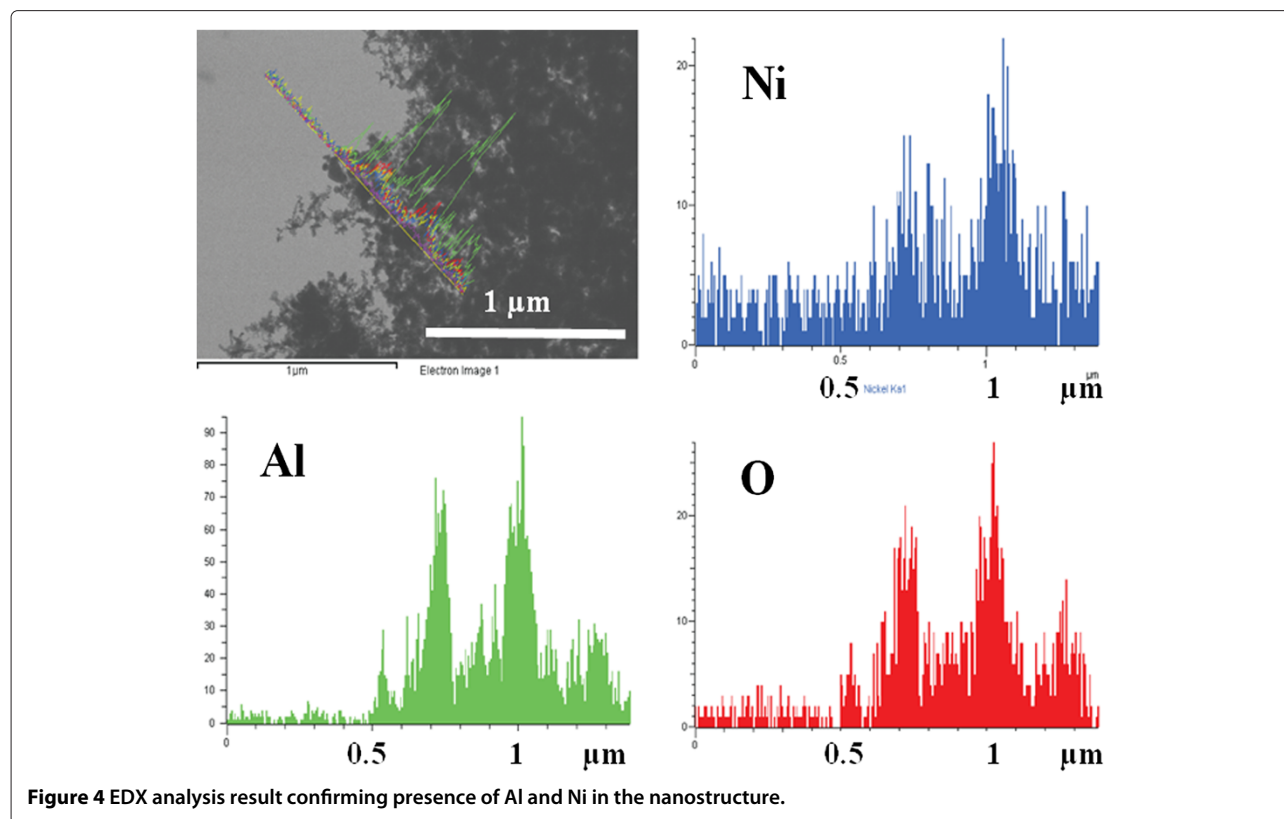 1 µm
1µm Electron Image 1
Ni
20
10
0
0 0.5 1 µm
0.5 Nickel Ka1 1 µm
Al
90
80
70
60
50
40
30
20
10
0
0
0.5 1 µm
O
20
10
0
0
0.5 1 µm
Figure 4 EDX analysis result confirming presence of Al and Ni in the nanostructure.